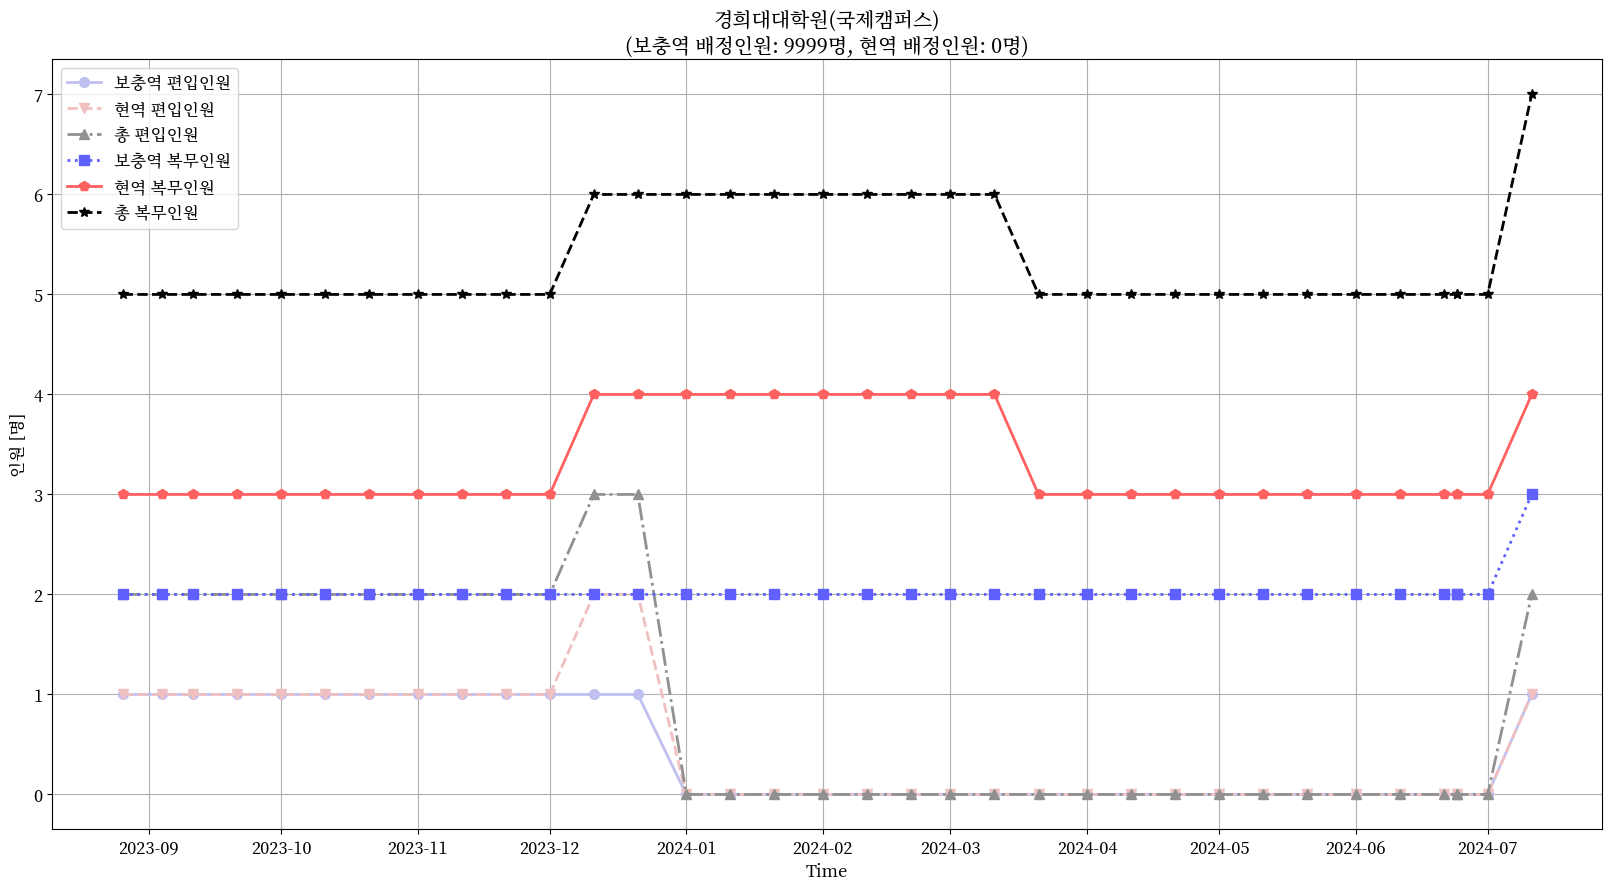 경희대대학원(국제캠퍼스)
(보충역 배정인원: 9999명, 현역 배정인원: 0명)
보충역 편입인원
현역 편입인원
총 편입인원
보충역 복무인원
현역 복무인원
총 복무인원
인원 [명]
7
6
5
4
3
2
1
0
2023-09 2023-10 2023-11 2023-12 2024-01 2024-02 2024-03 2024-04 2024-05 2024-06 2024-07
Time